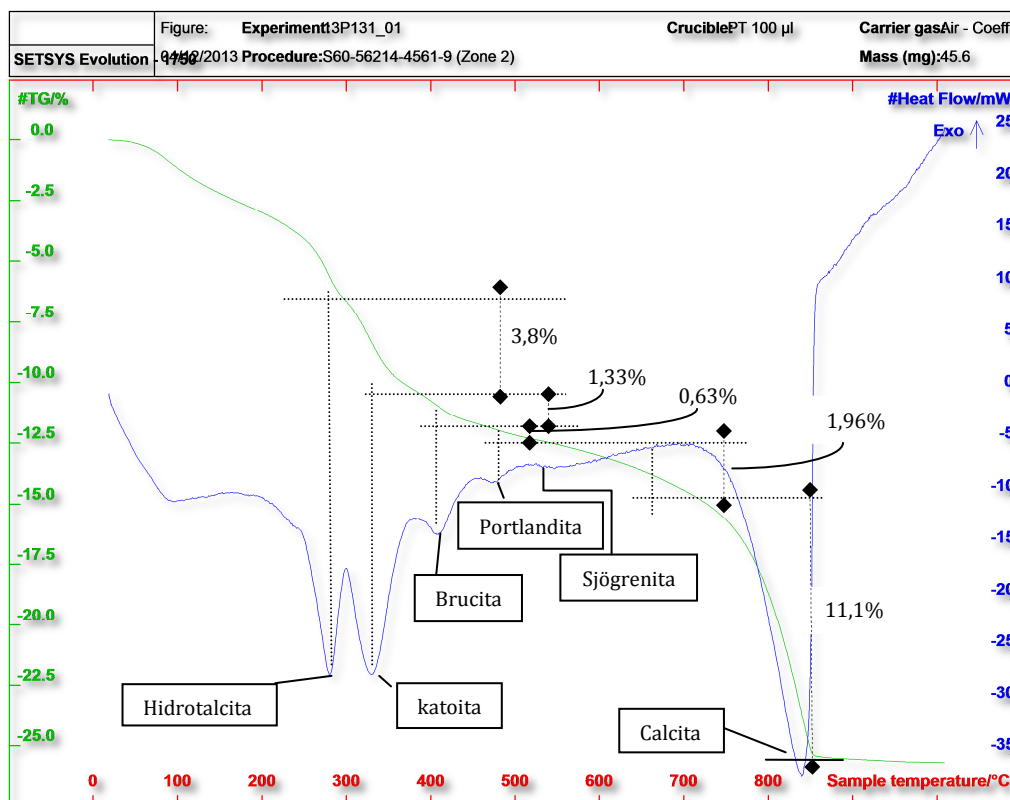 Figure: Experiment:13P131_01 Crucible:PT 100 µl Carrier gas:Air - Coeff
SETSYS Evolution - 1750 04/12/2013 Procedure:S60-56214-4561-9 (Zone 2) Mass (mg):45.6
#TG/% #Heat Flow/mW
0.0 Exo 25
20
-2.5
15
-5.0
10
-7.5
3,8% 5
-10.0 1,33% 0,63% 0
-12.5 1,96% -5
-15.0 -10
Portlandita -15
-17.5
Brucita Sjögrenita
-20.0 11,1% -20
-25
-22.5
Hidrotalcita katoita -30
-25.0 Calcita -35
0 100 200 300 400 500 600 700 800 Sample temperature/°C